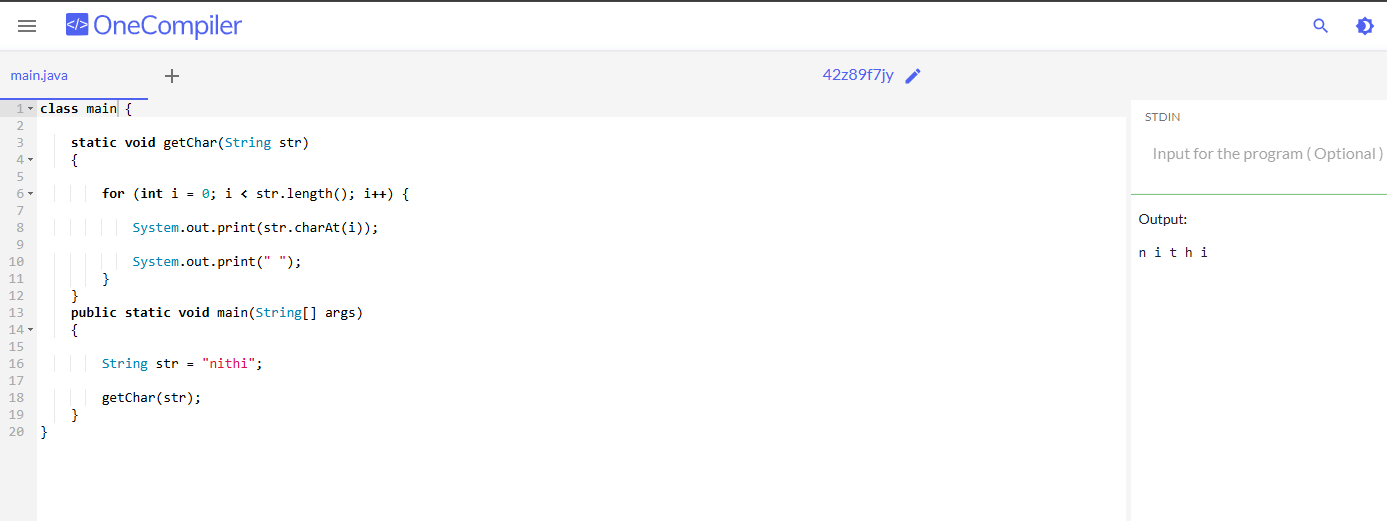 </> OneCompiler
main.java +
42z89f7jy
1 class main {
2
3 static void getChar(String str)
4 {
5
6 for (int i = 0; i < str.length(); i++) {
7
8 System.out.print(str.charAt(i));
9
10 System.out.print(" ");
11 }
12 }
13 public static void main(String[] args)
14 {
15
16 String str = "nithi";
17
18 getChar(str);
19 }
20 }
STDIN
Input for the program ( Optional )
Output:
n i t h i